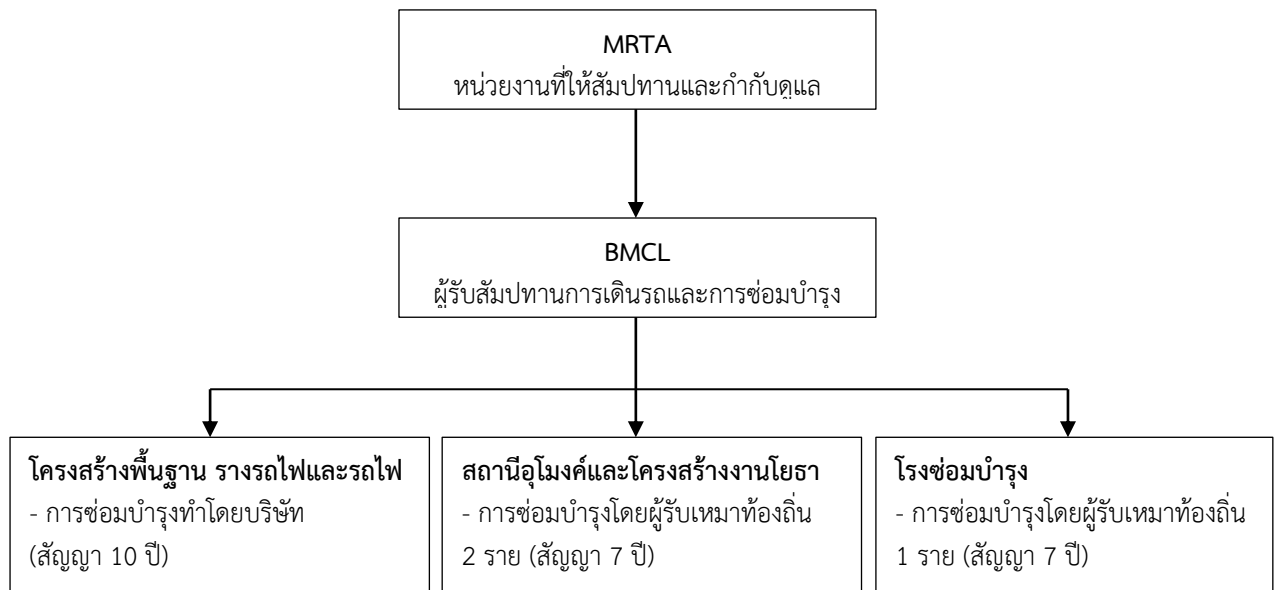 MRTA
หน่วยงานที่ให้สัมปทานและกำกับดูแล
BMCL
ผู้รับสัมปทานการเดินรถและการซ่อมบำรุง
โครงสร้างพื้นฐาน รางรถไฟและรถไฟ
- การซ่อมบำรุงทำโดยบริษัท
(สัญญา 10 ปี)
สถานีอุโมงค์และโครงสร้างงานโยธา
- การซ่อมบำรุงโดยผู้รับเหมาท้องถิ่น
2 ราย (สัญญา 7 ปี)
โรงซ่อมบำรุง
- การซ่อมบำรุงโดยผู้รับเหมาท้องถิ่น
1 ราย (สัญญา 7 ปี)